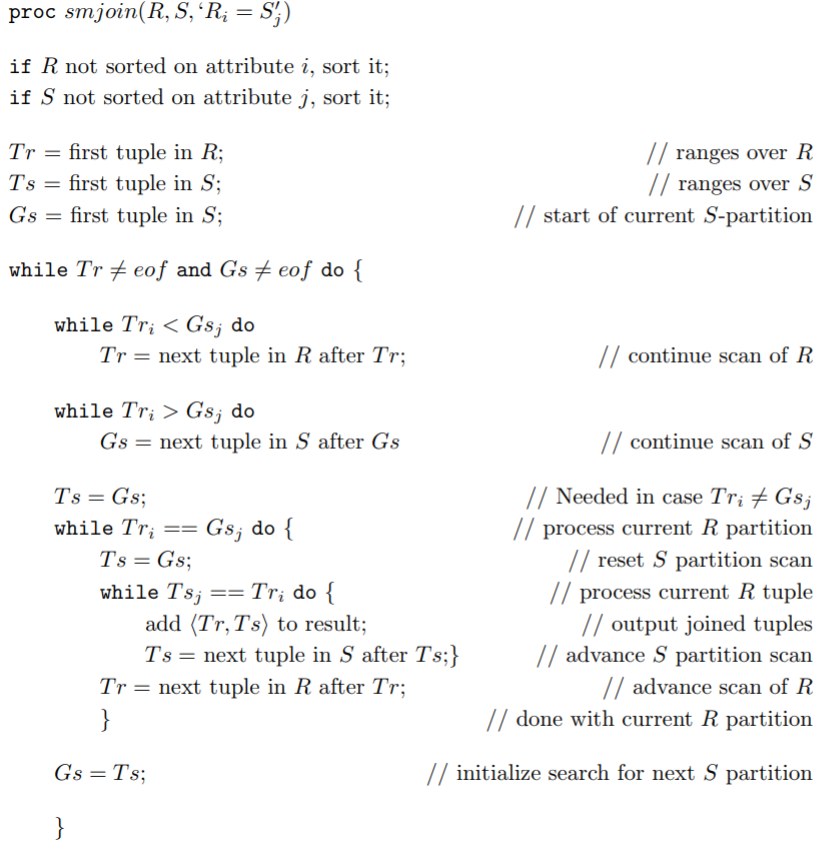 proc smjoin(R, S, ‘Rᵢ = S′ⱼ)
if R not sorted on attribute i, sort it;
if S not sorted on attribute j, sort it;
Tr = first tuple in R; // ranges over R
Ts = first tuple in S; // ranges over S
Gs = first tuple in S; // start of current S-partition
while Tr ≠ eof and Gs ≠ eof do {
while Trᵢ < Gsⱼ do
Tr = next tuple in R after Tr; // continue scan of R
while Trᵢ > Gsⱼ do
Gs = next tuple in S after Gs // continue scan of S
Ts = Gs; // Needed in case Trᵢ ≠ Gsⱼ
while Trᵢ == Gsⱼ do { // process current R partition
Ts = Gs; // reset S partition scan
while Tsⱼ == Trᵢ do { // process current R tuple
add ⟨Tr, Ts⟩ to result; // output joined tuples
Ts = next tuple in S after Ts;} // advance S partition scan
Tr = next tuple in R after Tr; // advance scan of R
} // done with current R partition
Gs = Ts; // initialize search for next S partition
}